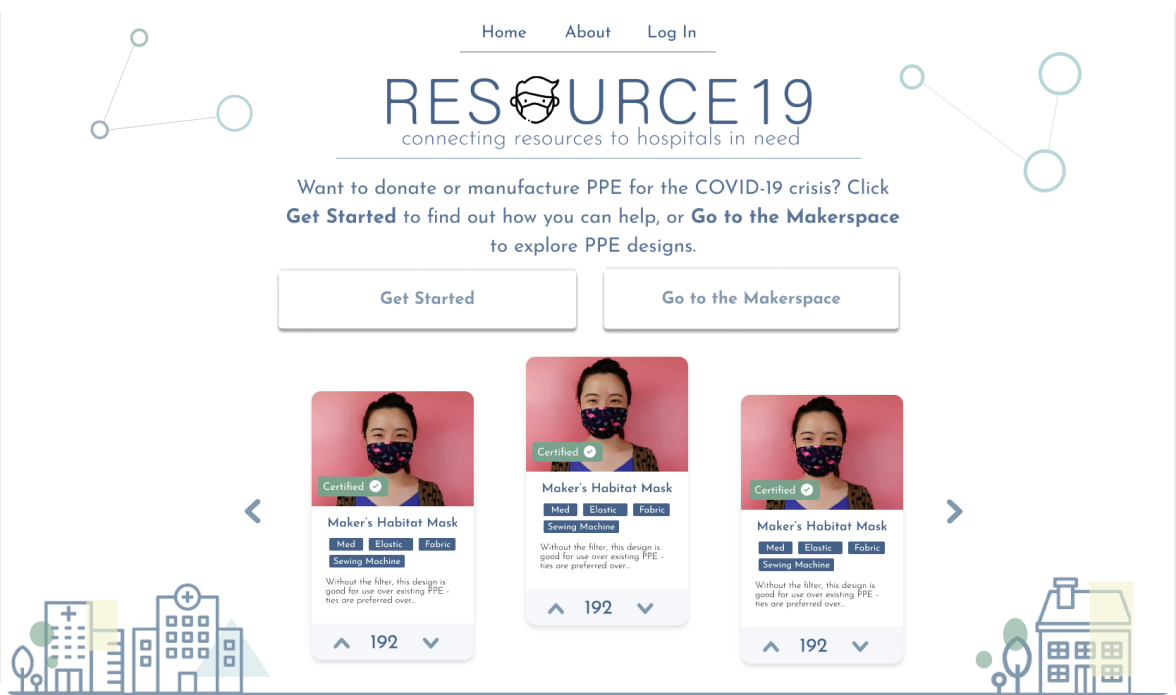 Home About Log In
RESOURCE19
connecting resources to hospitals in need
Want to donate or manufacture PPE for the COVID-19 crisis? Click
Get Started to find out how you can help, or Go to the Makerspace
to explore PPE designs.
Get Started
Go to the Makerspace
Certified
Maker's Habitat Mask
Med Elastic Fabric
Sewing Machine
Without the filter, this design is
good for use over existing PPE -
ties are preferred over...
192
Certified
Maker's Habitat Mask
Med Elastic Fabric
Sewing Machine
Without the filter, this design is
good for use over existing PPE -
ties are preferred over...
192
Certified
Maker's Habitat Mask
Med Elastic Fabric
Sewing Machine
Without the filter, this design is
good for use over existing PPE -
ties are preferred over...
192